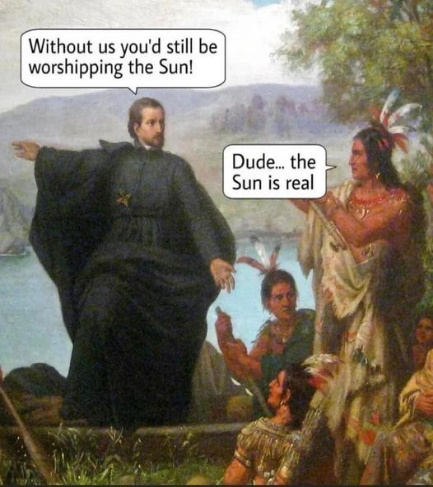 Without us you'd still be
worshipping the Sun!
Dude... the
Sun is real